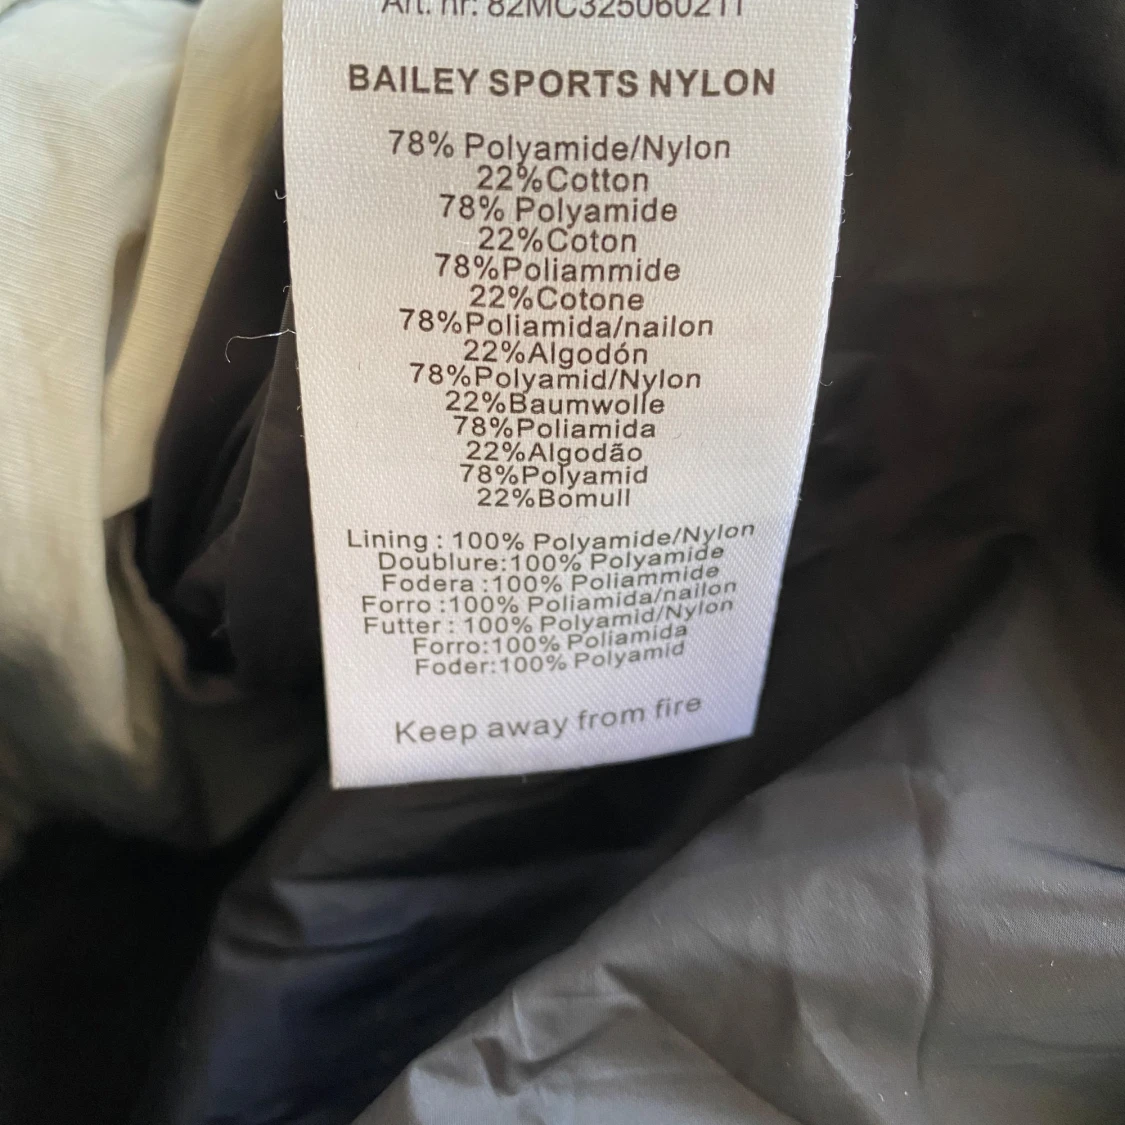 Art. nr: 82MC325060211
BAILEY SPORTS NYLON
78% Polyamide/Nylon
22%Cotton
78% Polyamide
22%Coton
78%Poliammide
22%Cotone
78%Poliamida/nailon
22%Algodón
78%Polyamid/Nylon
22%Baumwolle
78%Poliamida
22%Algodão
78%Polyamid
22%Bomull
Lining : 100% Polyamide/Nylon
Doublure:100% Polyamide
Fodera :100% Poliammide
Forro :100% Poliamida/nailon
Futter : 100% Polyamid/Nylon
Forro:100% Poliamida
Foder:100% Polyamid
Keep away from fire